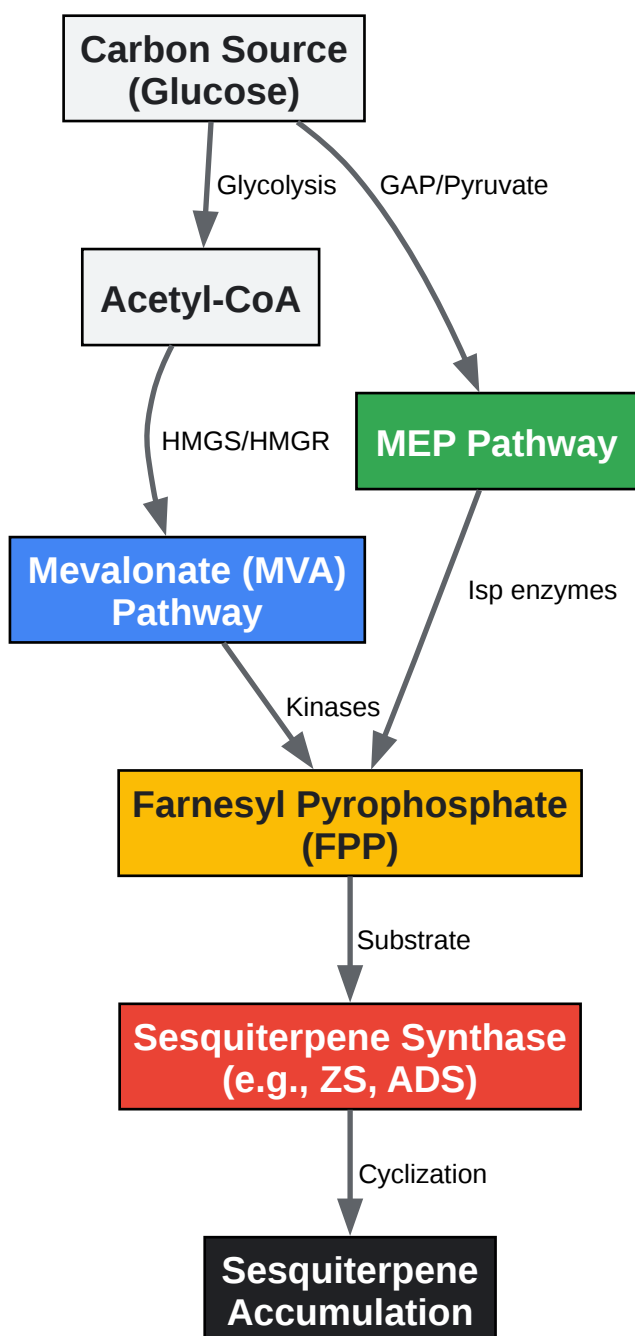 Carbon Source
(Glucose)
Glycolysis
GAP/Pyruvate
Acetyl-CoA
MEP Pathway
HMGS/HMGR
Mevalonate (MVA)
Pathway
Isp enzymes
Kinases
Farnesyl Pyrophosphate
(FPP)
Substrate
Sesquiterpene Synthase
(e.g., ZS, ADS)
Cyclization
Sesquiterpene
Accumulation